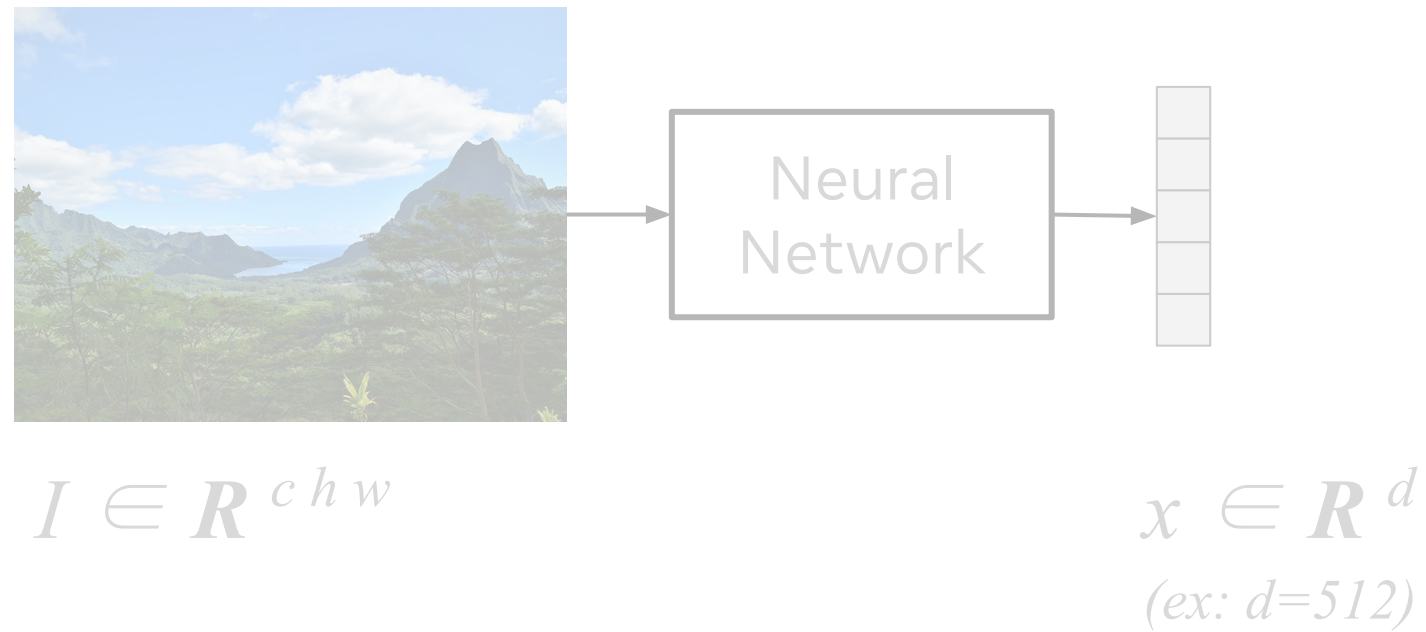 Neural
Network
I ∈ R c h w
x ∈ R d
(ex: d=512)